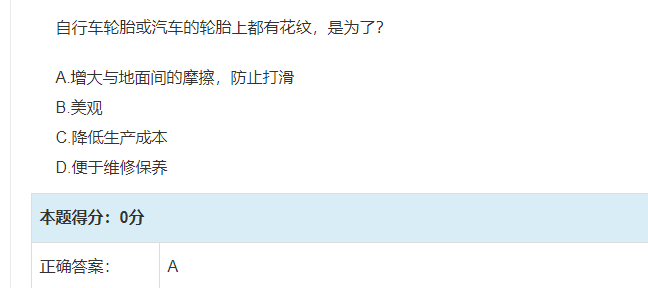 自行车轮胎或汽车的轮胎上都有花纹，是为了?
A.增大与地面间的摩擦，防止打滑
B.美观
C.降低生产成本
D.便于维修保养
本题得分：0分
正确答案： A